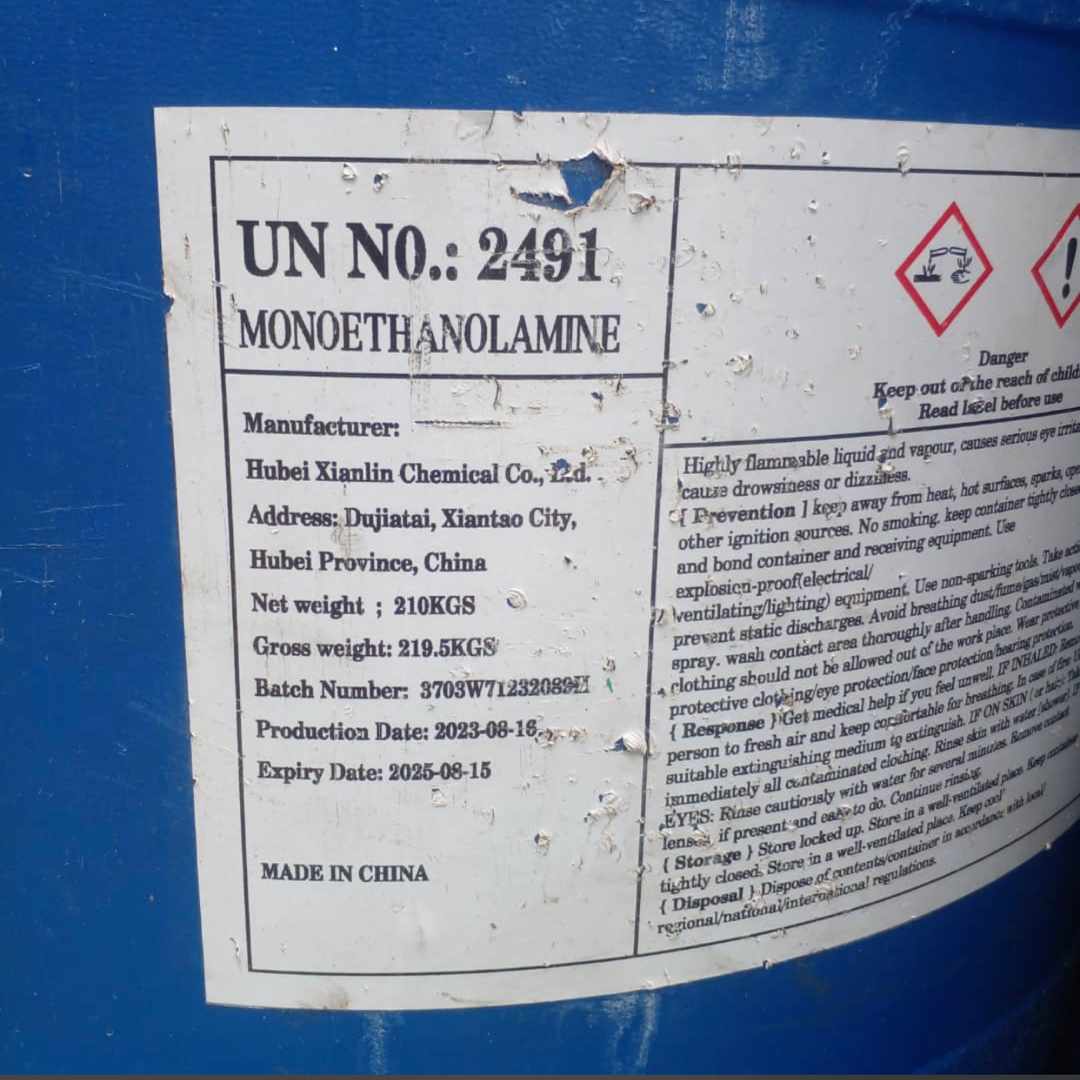 UN NO.: 2491
MONOETHANOLAMINE
Manufacturer:
Hubei Xianlin Chemical Co., Ltd.
Address: Dujiatai, Xiantao City,
Hubei Province, China
Net weight ; 210KGS
Gross weight: 219.5KGS
Batch Number: 3703W7123208
Production Date: 2023-08-16
Expiry Date: 2025-08-15
MADE IN CHINA
Danger
Keep out of the reach of child
Read label before use
Highly flammable liquid and vapour, causes serious eye irrita
cause drowsiness or dizziness.
[ Prevention ] keep away from heat, hot surfaces, sparks, ope
other ignition sources. No smoking. keep container tightly close
and bond container and receiving equipment. Use
explosion-proof(electrical/
ventilating/lighting) equipment. Use non-sparking tools. Take acti
prevent static discharges. Avoid breathing dust/fume/gas/mist/vapo
spray. wash contact area thoroughly after handling. Contaminated w
clothing should not be allowed out of the work place. Wear protective
protective clothing/eye protection/face protection/hearing protection.
{ Response } Get medical help if you feel unwell. IF INHALED: Remo
person to fresh air and keep comfortable for breathing. In case of fire: U
suitable extinguishing medium to extinguish. IF ON SKIN ( or hair): Tak
immediately all contaminated clothing. Rinse skin with water [shower] IF
EYES: Rinse cautiously with water for several minutes. Remove contact
lenses, if present and easy to do. Continue rinsing.
{ Storage } Store locked up. Store in a well-ventilated place. Keep container
tightly closed. Store in a well-ventilated place. Keep cool
{ Disposal } Dispose of contents/container in accordance with local/
regional/national/international regulations.